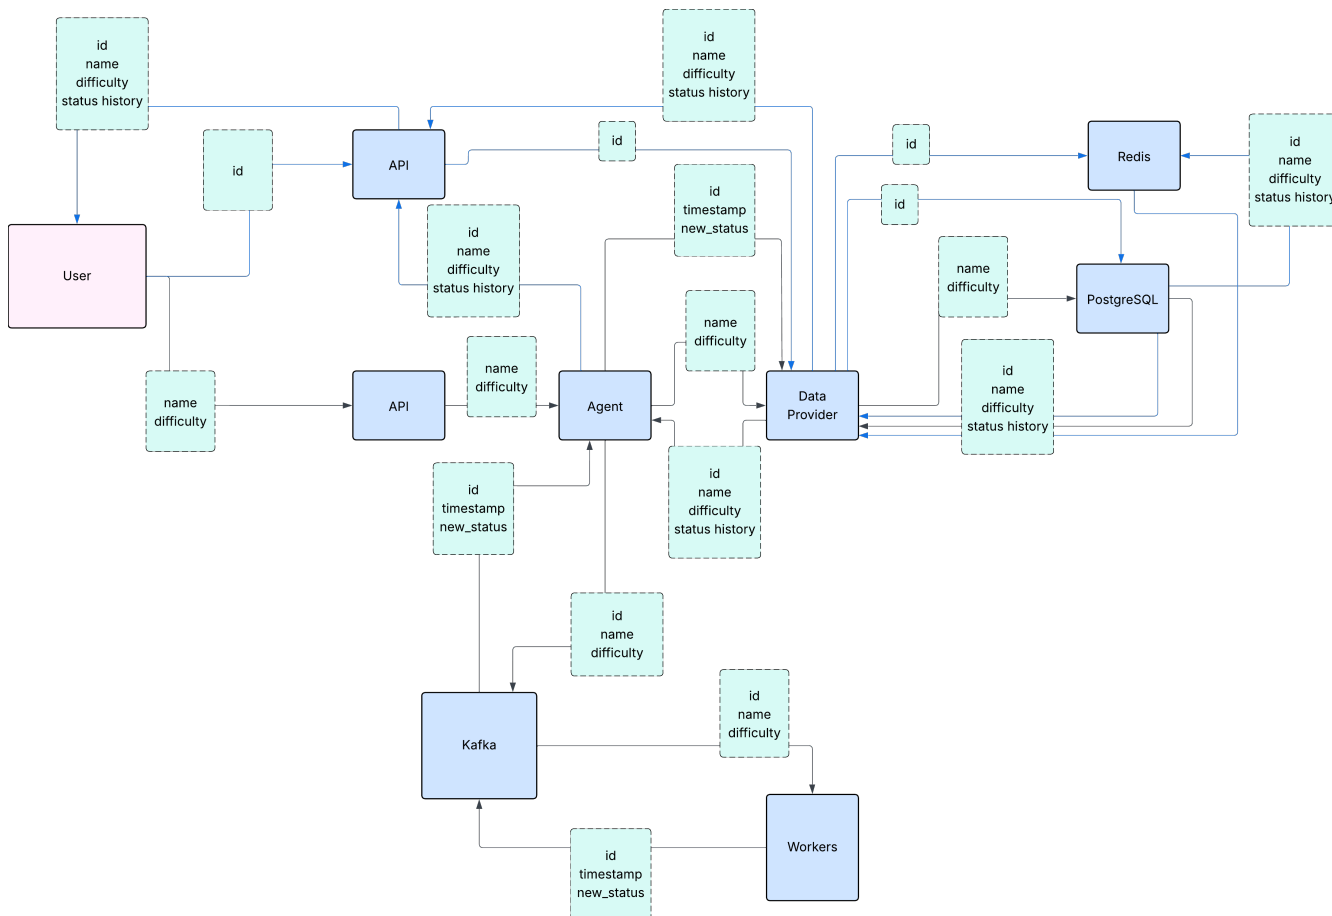 id
name
difficulty
status history
id
name
difficulty
status history
id
API
id
id
Redis
id
name
difficulty
status history
id
timestamp
new_status
id
id
name
difficulty
status history
User
name
difficulty
PostgreSQL
name
difficulty
name
difficulty
id
name
difficulty
status history
name
difficulty
API
Agent
Data
Provider
id
timestamp
new_status
id
name
difficulty
status history
id
name
difficulty
Kafka
id
name
difficulty
Workers
id
timestamp
new_status